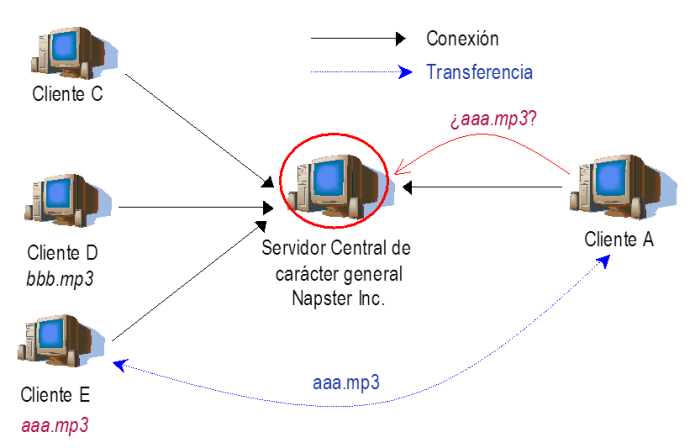 Conexión
Transferencia
Cliente C
¿aaa.mp3?
Cliente D
bbb.mp3
Servidor Central de
carácter general
Napster Inc.
Cliente A
Cliente E
aaa.mp3
aaa.mp3